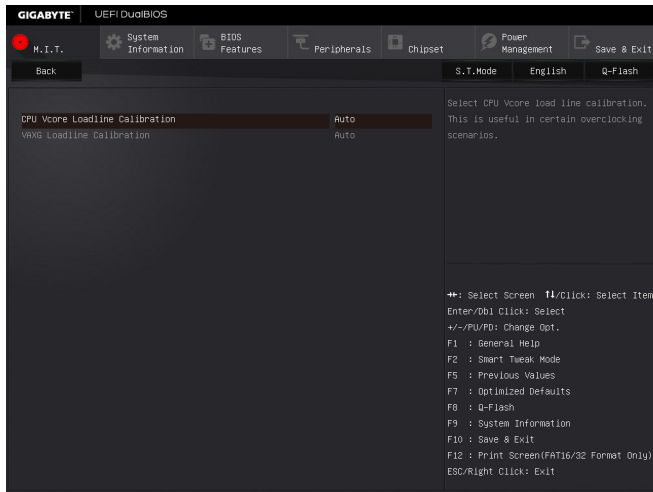 GIGABYTE™ UEFI DualBIOS
M.I.T.
System Information
BIOS Features
Peripherals
Chipset
Power Management
Save & Exit
Back
S.T.Mode English Q-Flash
CPU Vcore Loadline Calibration Auto
VAXG Loadline Calibration Auto
Select CPU Vcore load line calibration.
This is useful in certain overclocking
scenarios.
→←: Select Screen ↑↓/Click: Select Item
Enter/Dbl Click: Select
+/-/PU/PD: Change Opt.
F1 : General Help
F2 : Smart Tweak Mode
F5 : Previous Values
F7 : Optimized Defaults
F8 : Q-Flash
F9 : System Information
F10 : Save & Exit
F12 : Print Screen(FAT16/32 Format Only)
ESC/Right Click: Exit